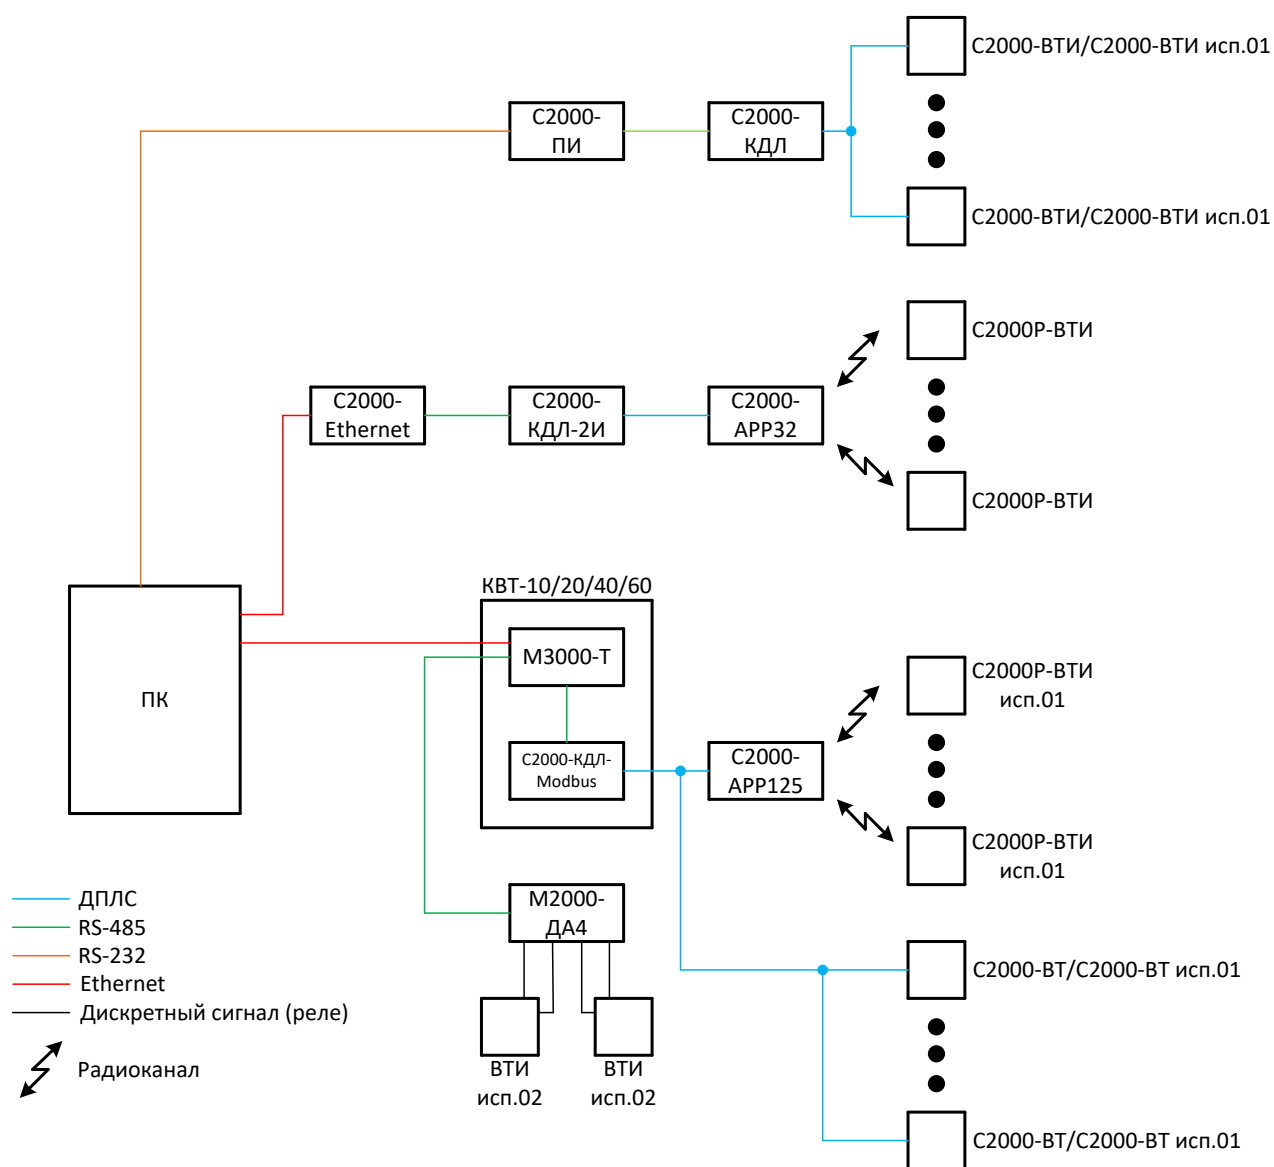 С2000-ВТИ/С2000-ВТИ исп.01
С2000-
ПИ
С2000-
КДЛ
С2000-ВТИ/С2000-ВТИ исп.01
С2000Р-ВТИ
С2000-
Ethernet
С2000-
КДЛ-2И
С2000-
АРР32
С2000Р-ВТИ
КВТ-10/20/40/60
М3000-Т
ПК
С2000-КДЛ-
Modbus
С2000-
АРР125
С2000Р-ВТИ
исп.01
С2000Р-ВТИ
исп.01
М2000-
ДА4
ВТИ
исп.02
ВТИ
исп.02
С2000-ВТ/С2000-ВТ исп.01
С2000-ВТ/С2000-ВТ исп.01
ДПЛС
RS-485
RS-232
Ethernet
Дискретный сигнал (реле)
Радиоканал